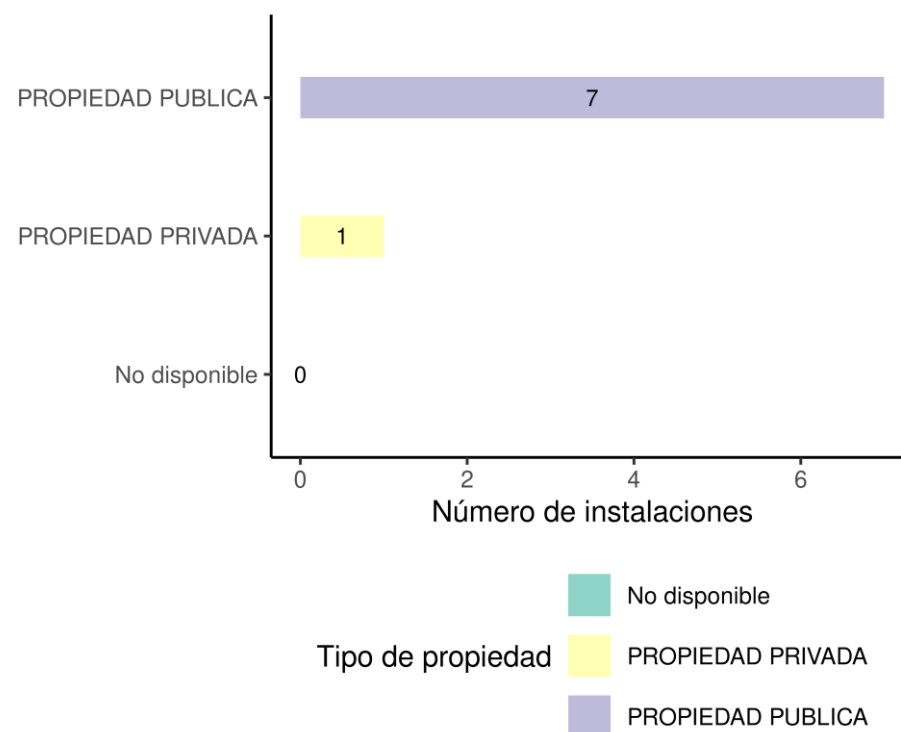 PROPIEDAD PUBLICA
7
PROPIEDAD PRIVADA
1
No disponible
0
0 2 4 6
Número de instalaciones
Tipo de propiedad
No disponible
PROPIEDAD PRIVADA
PROPIEDAD PUBLICA